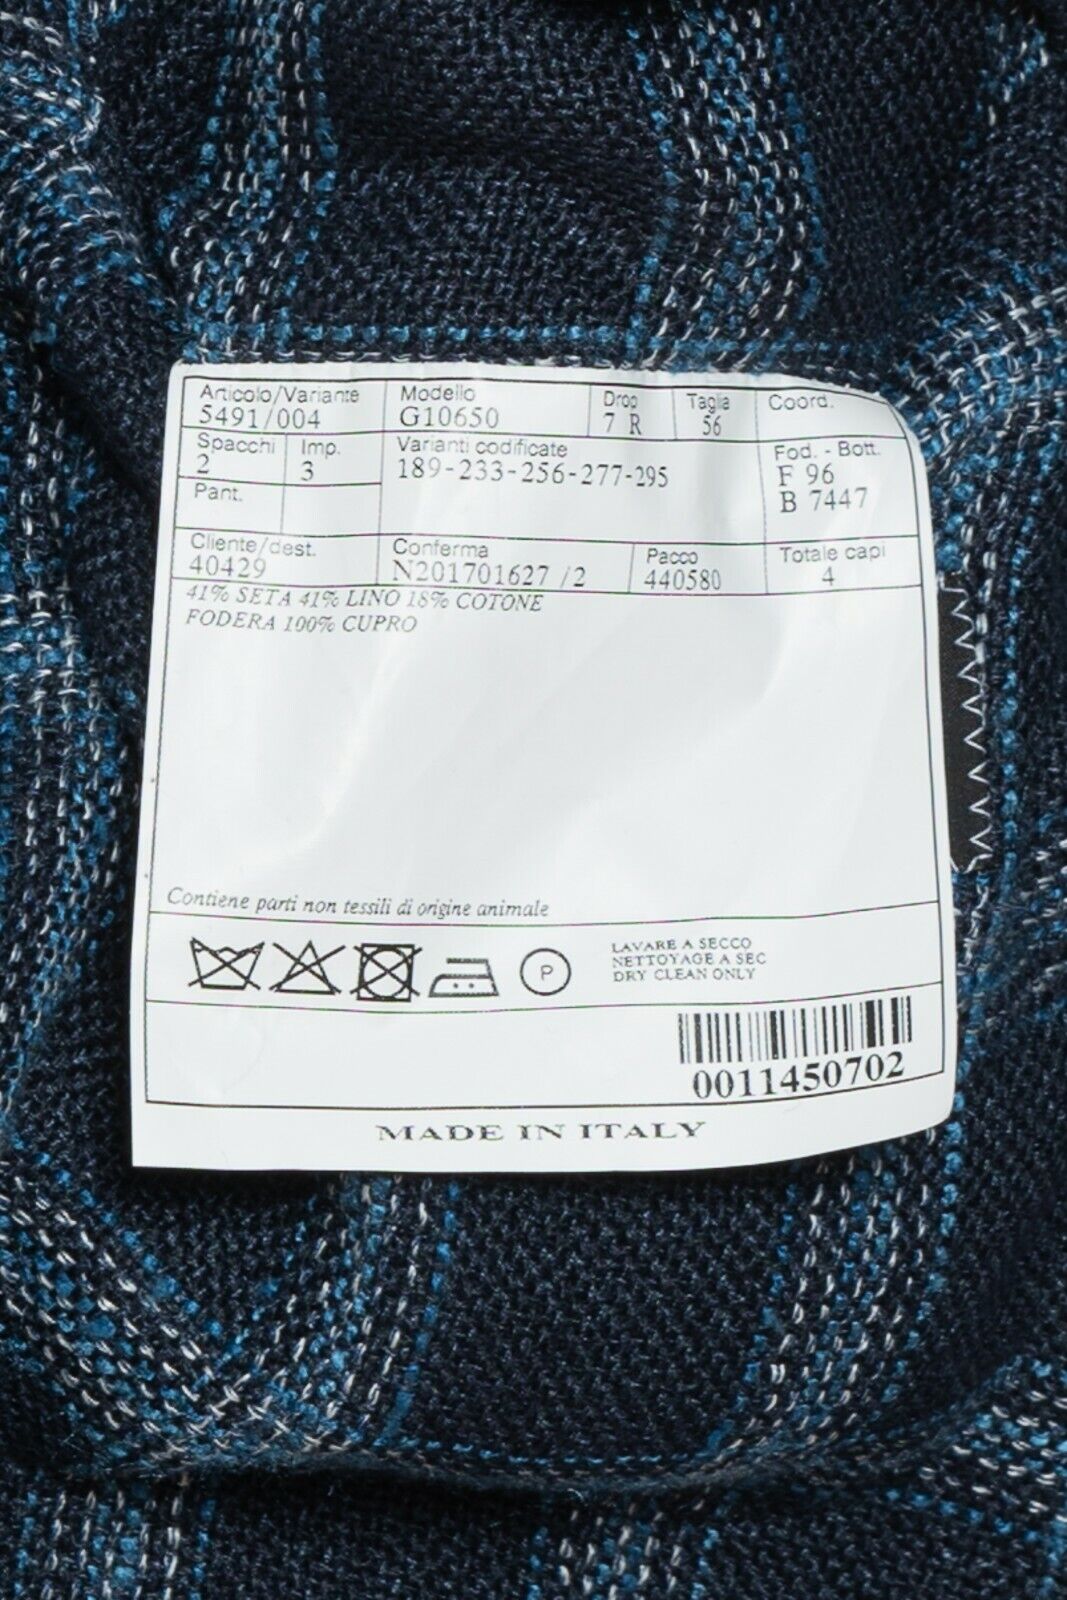 Articolo/Variante Modello Drop Taglia Coord.
5491/004 G10650 7 R 56
Spacchi Imp. Varianti codificate Fod. - Bott.
2 3 189-233-256-277-295 F 96
Pant. B 7447
Cliente/dest. Conferma Pacco Totale capi
40429 N201701627 /2 440580 4
41% SETA 41% LINO 18% COTONE
FODERA 100% CUPRO
Contiene parti non tessili di origine animale
LAVARE A SECCO
P NETTOYAGE A SEC
DRY CLEAN ONLY
0011450702
MADE IN ITALY